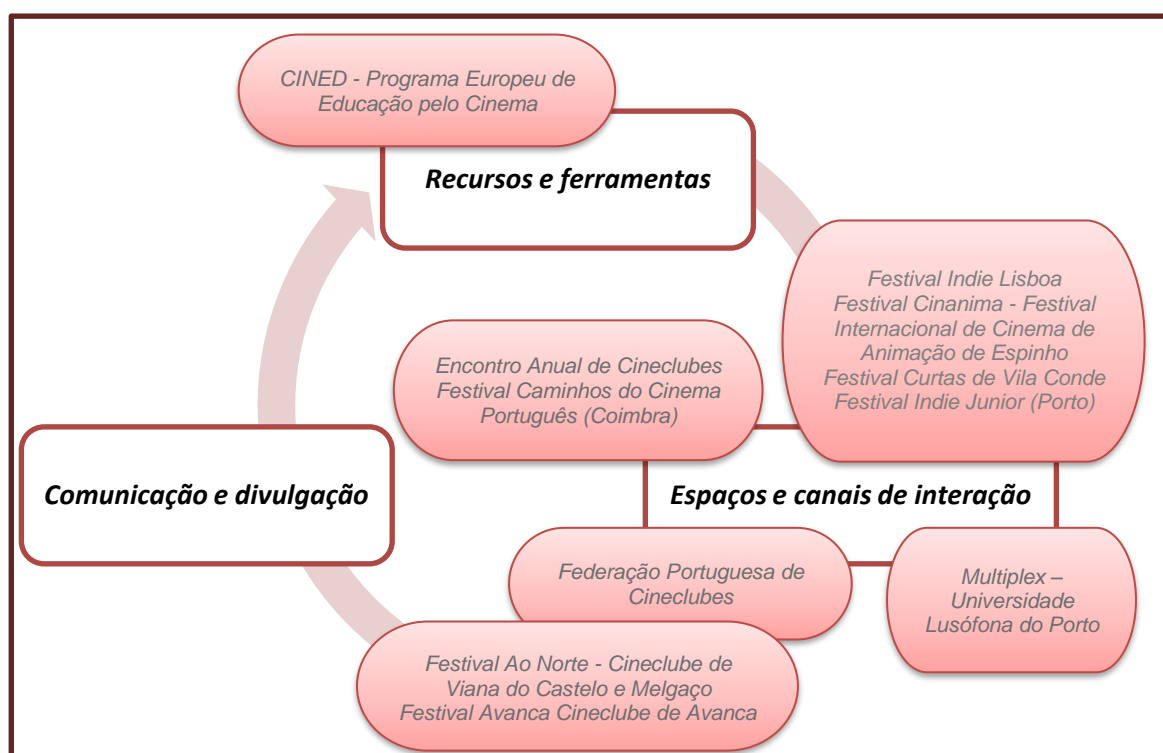 CINED - Programa Europeu de
Educação pelo Cinema
Recursos e ferramentas
Festival Indie Lisboa
Festival Cinanima - Festival
Internacional de Cinema de
Animação de Espinho
Festival Curtas de Vila Conde
Festival Indie Junior (Porto)
Encontro Anual de Cineclubes
Festival Caminhos do Cinema
Português (Coimbra)
Comunicação e divulgação
Espaços e canais de interação
Federação Portuguesa de
Cineclubes
Multiplex –
Universidade
Lusófona do Porto
Festival Ao Norte - Cineclube de
Viana do Castelo e Melgaço
Festival Avanca Cineclube de Avanca